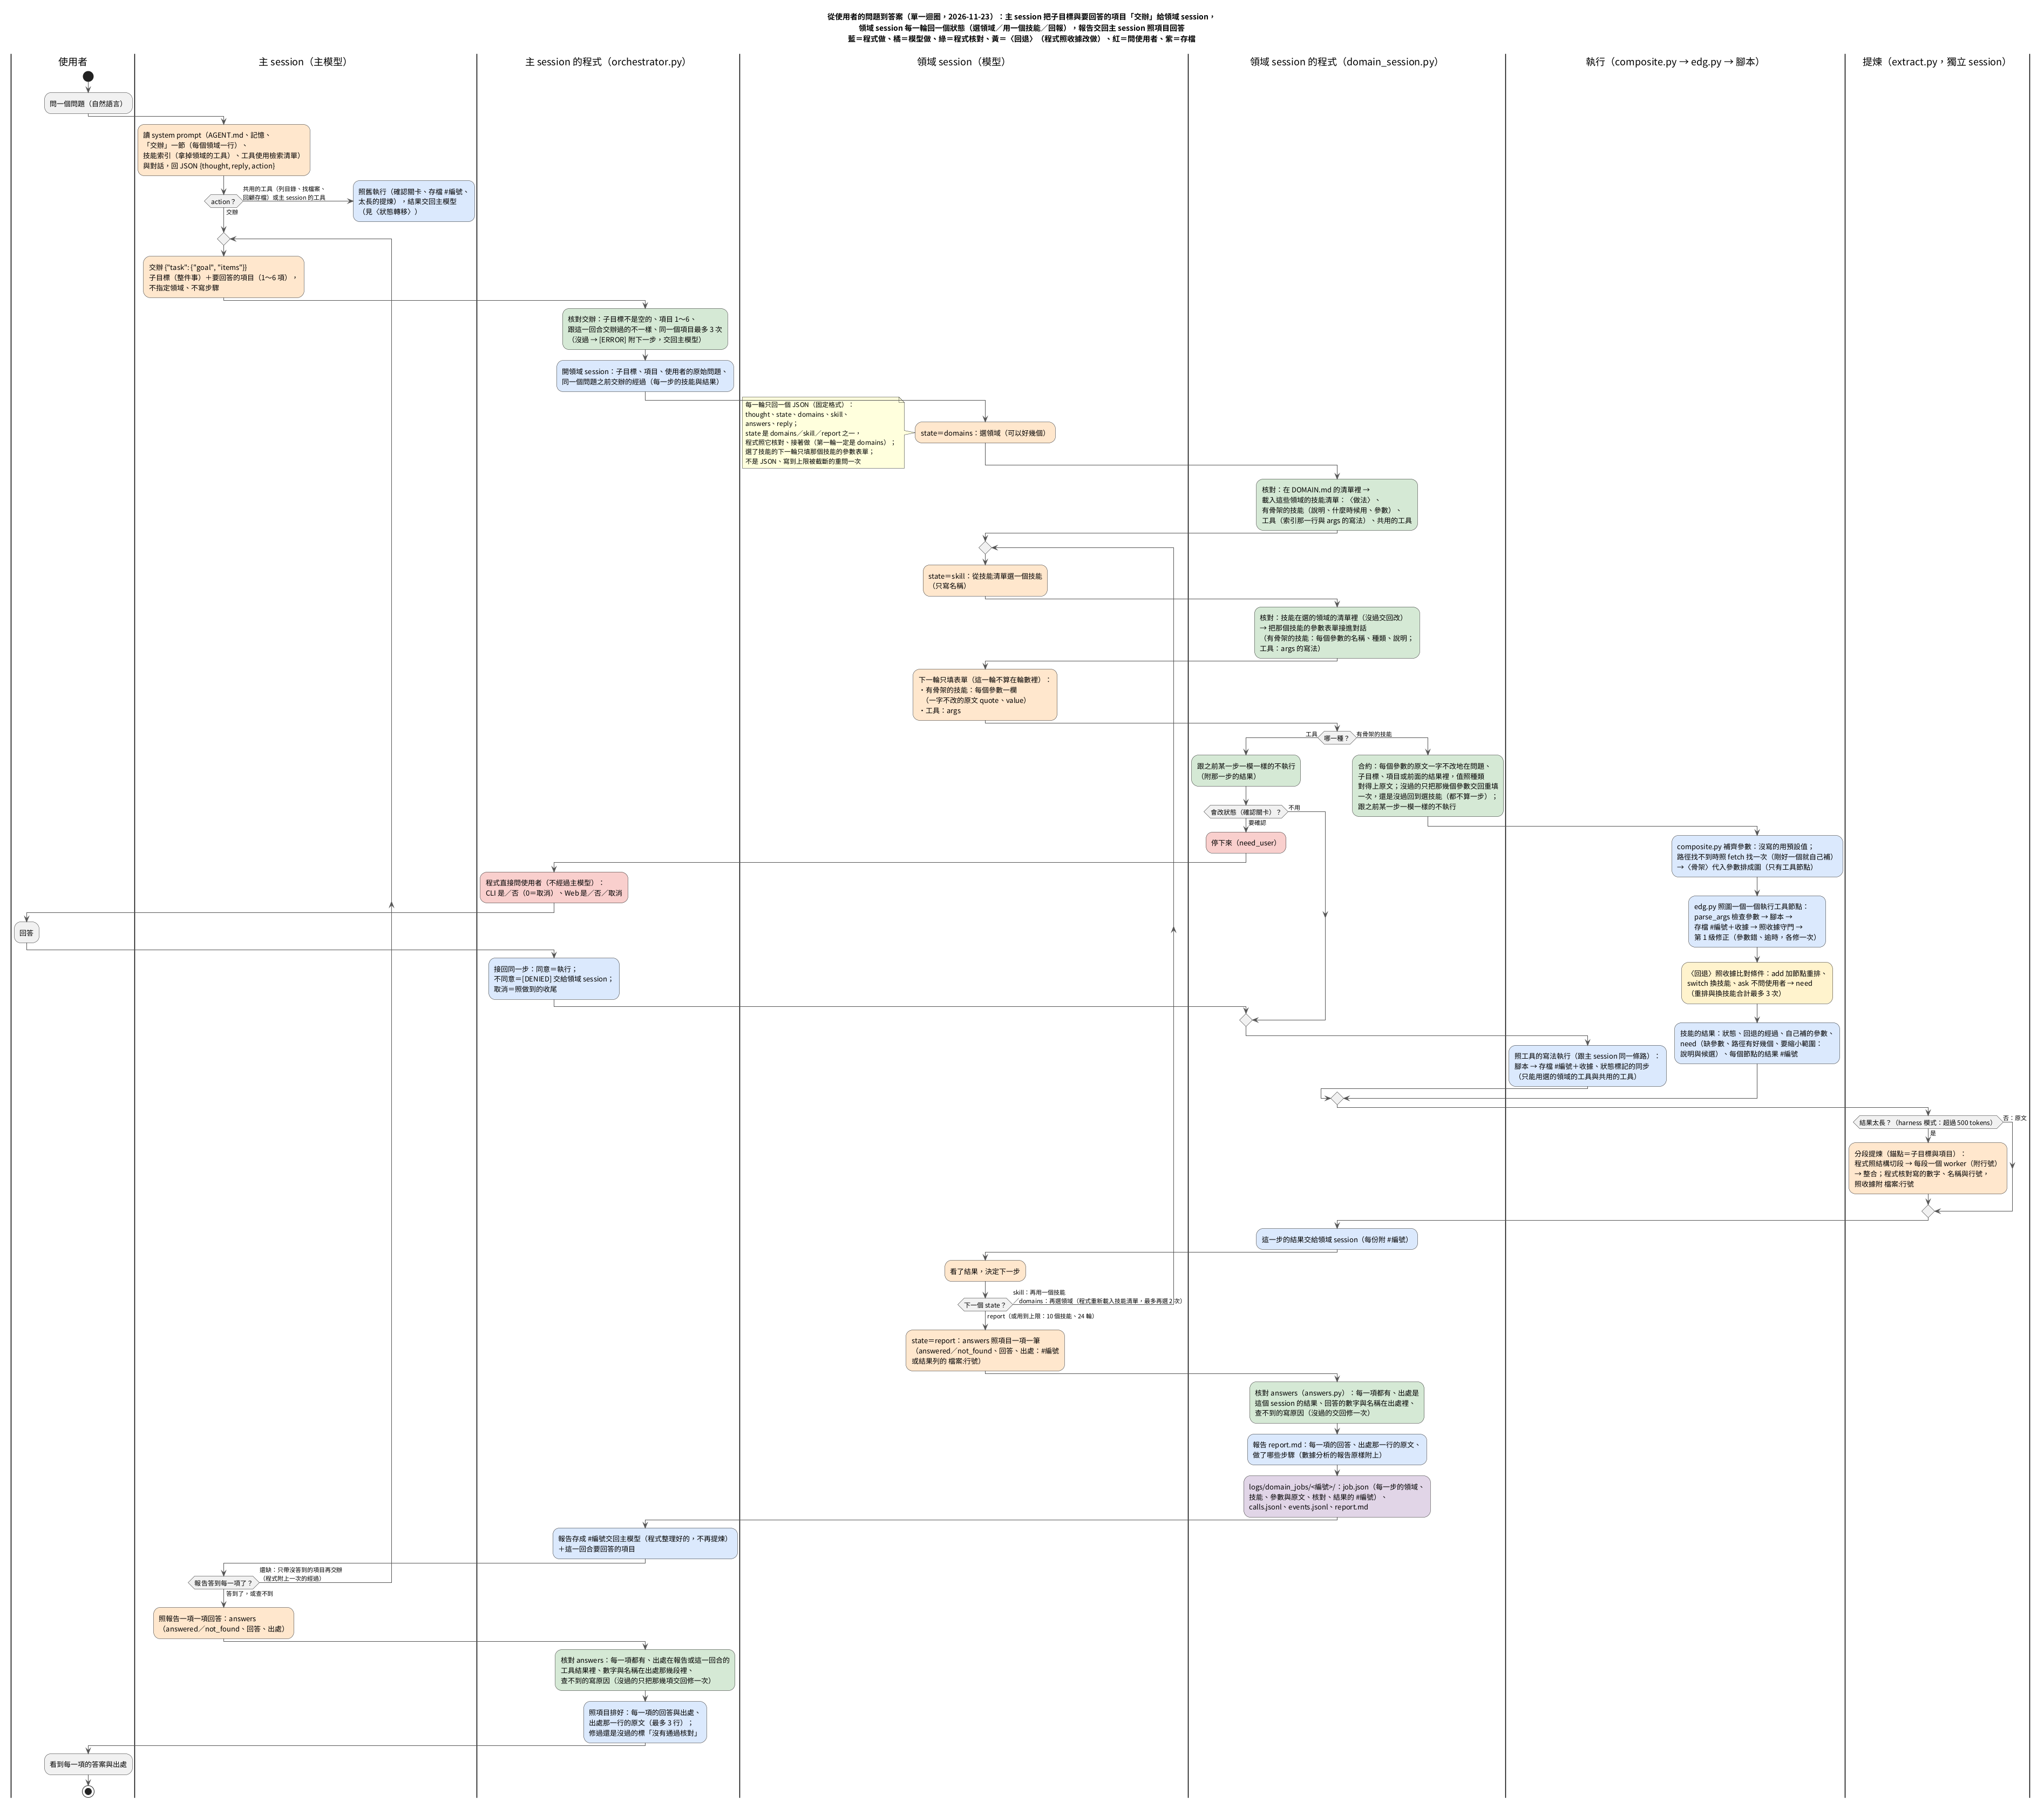 從使用者的問題到答案（單一迴圈，2026-11-23）：主 session 把子目標與要回答的項目「交辦」給領域 session，
領域 session 每一輪回一個狀態（選領域／用一個技能／回報），報告交回主 session 照項目回答
藍＝程式做、橘＝模型做、綠＝程式核對、黃＝〈回退〉（程式照收據改做）、紅＝問使用者、紫＝存檔
使用者
主 session（主模型）
主 session 的程式（orchestrator.py）
領域 session（模型）
領域 session 的程式（domain_session.py）
執行（composite.py → edg.py → 腳本）
提煉（extract.py，獨立 session）
問一個問題（自然語言）
讀 system prompt（AGENT.md、記憶、
「交辦」一節（每個領域一行）、
技能索引（拿掉領域的工具）、工具使用檢索清單）
與對話，回 JSON {thought, reply, action}
action？
共用的工具（列目錄、找檔案、
回顧存檔）或主 session 的工具
交辦
照舊執行（確認關卡、存檔 #編號、
太長的提煉），結果交回主模型
（見〈狀態轉移〉）
交辦 {"task": {"goal", "items"}}
子目標（整件事）＋要回答的項目（1～6 項），
不指定領域、不寫步驟
核對交辦：子目標不是空的、項目 1～6、
跟這一回合交辦過的不一樣、同一個項目最多 3 次
（沒過 → [ERROR] 附下一步，交回主模型）
開領域 session：子目標、項目、使用者的原始問題、
同一個問題之前交辦的經過（每一步的技能與結果）
每一輪只回一個 JSON（固定格式）：
thought、state、domains、skill、
answers、reply；
state 是 domains／skill／report 之一，
程式照它核對、接著做（第一輪一定是 domains）；
選了技能的下一輪只填那個技能的參數表單；
不是 JSON、寫到上限被截斷的重問一次
state＝domains：選領域（可以好幾個）
核對：在 DOMAIN.md 的清單裡 →
載入這些領域的技能清單：〈做法〉、
有骨架的技能（說明、什麼時候用、參數）、
工具（索引那一行與 args 的寫法）、共用的工具
state＝skill：從技能清單選一個技能
（只寫名稱）
核對：技能在選的領域的清單裡（沒過交回改）
→ 把那個技能的參數表單接進對話
（有骨架的技能：每個參數的名稱、種類、說明；
工具：args 的寫法）
下一輪只填表單（這一輪不算在輪數裡）：
・有骨架的技能：每個參數一欄
（一字不改的原文 quote、value）
・工具：args
哪一種？
工具
有骨架的技能
跟之前某一步一模一樣的不執行
（附那一步的結果）
會改狀態（確認關卡）？
不用
要確認
停下來（need_user）
合約：每個參數的原文一字不改地在問題、
子目標、項目或前面的結果裡，值照種類
對得上原文；沒過的只把那幾個參數交回重填
一次，還是沒過回到選技能（都不算一步）；
跟之前某一步一模一樣的不執行
composite.py 補齊參數：沒寫的用預設值；
路徑找不到時照 fetch 找一次（剛好一個就自己補）
→〈骨架〉代入參數排成圖（只有工具節點）
程式直接問使用者（不經過主模型）：
CLI 是／否（0＝取消）、Web 是／否／取消
回答
接回同一步：同意＝執行；
不同意＝[DENIED] 交給領域 session；
取消＝照做到的收尾
edg.py 照圖一個一個執行工具節點：
parse_args 檢查參數 → 腳本 →
存檔 #編號＋收據 → 照收據守門 →
第 1 級修正（參數錯、逾時，各修一次）
〈回退〉照收據比對條件：add 加節點重排、
switch 換技能、ask 不問使用者 → need
（重排與換技能合計最多 3 次）
技能的結果：狀態、回退的經過、自己補的參數、
need（缺參數、路徑有好幾個、要縮小範圍：
說明與候選）、每個節點的結果 #編號
照工具的寫法執行（跟主 session 同一條路）：
腳本 → 存檔 #編號＋收據、狀態標記的同步
（只能用選的領域的工具與共用的工具）
結果太長？（harness 模式：超過 500 tokens）
否：原文
是
分段提煉（錨點＝子目標與項目）：
程式照結構切段 → 每段一個 worker（附行號）
→ 整合；程式核對寫的數字、名稱與行號，
照收據附 檔案:行號
這一步的結果交給領域 session（每份附 #編號）
看了結果，決定下一步
下一個 state？
skill：再用一個技能
／domains：再選領域（程式重新載入技能清單，最多再選 2 次）
report（或用到上限：10 個技能、24 輪）
state＝report：answers 照項目一項一筆
（answered／not_found、回答、出處：#編號
或結果列的 檔案:行號）
核對 answers（answers.py）：每一項都有、出處是
這個 session 的結果、回答的數字與名稱在出處裡、
查不到的寫原因（沒過的交回修一次）
報告 report.md：每一項的回答、出處那一行的原文、
做了哪些步驟（數據分析的報告原樣附上）
logs/domain_jobs/<編號>/：job.json（每一步的領域、
技能、參數與原文、核對、結果的 #編號）、
calls.jsonl、events.jsonl、report.md
報告存成 #編號交回主模型（程式整理好的，不再提煉）
＋這一回合要回答的項目
報告答到每一項了？
還缺：只帶沒答到的項目再交辦
（程式附上一次的經過）
答到了，或查不到
照報告一項一項回答：answers
（answered／not_found、回答、出處）
核對 answers：每一項都有、出處在報告或這一回合的
工具結果裡、數字與名稱在出處那幾段裡、
查不到的寫原因（沒過的只把那幾項交回修一次）
照項目排好：每一項的回答與出處、
出處那一行的原文（最多 3 行）；
修過還是沒過的標「沒有通過核對」
看到每一項的答案與出處